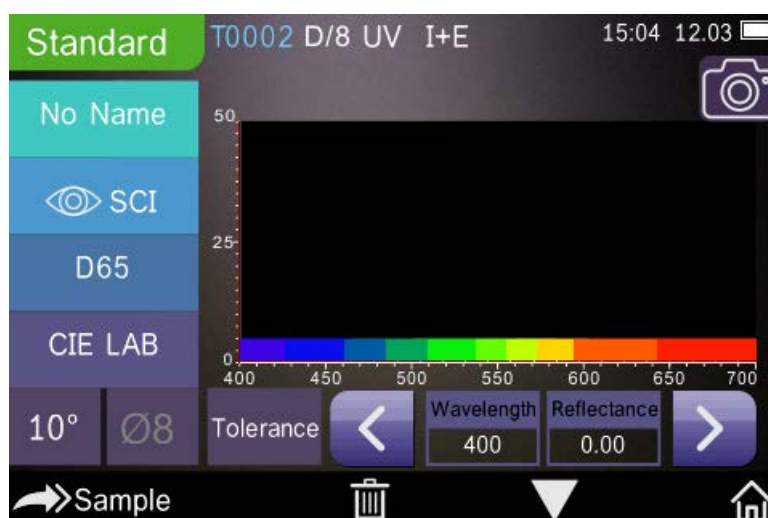 Standard T0002 D/8 UV I+E 15:04 12.03
No Name
SCI
D65
CIE LAB
10° Ø8
50
25
0
400 450 500 550 600 650 700
Tolerance
Wavelength
400
Reflectance
0.00
Sample